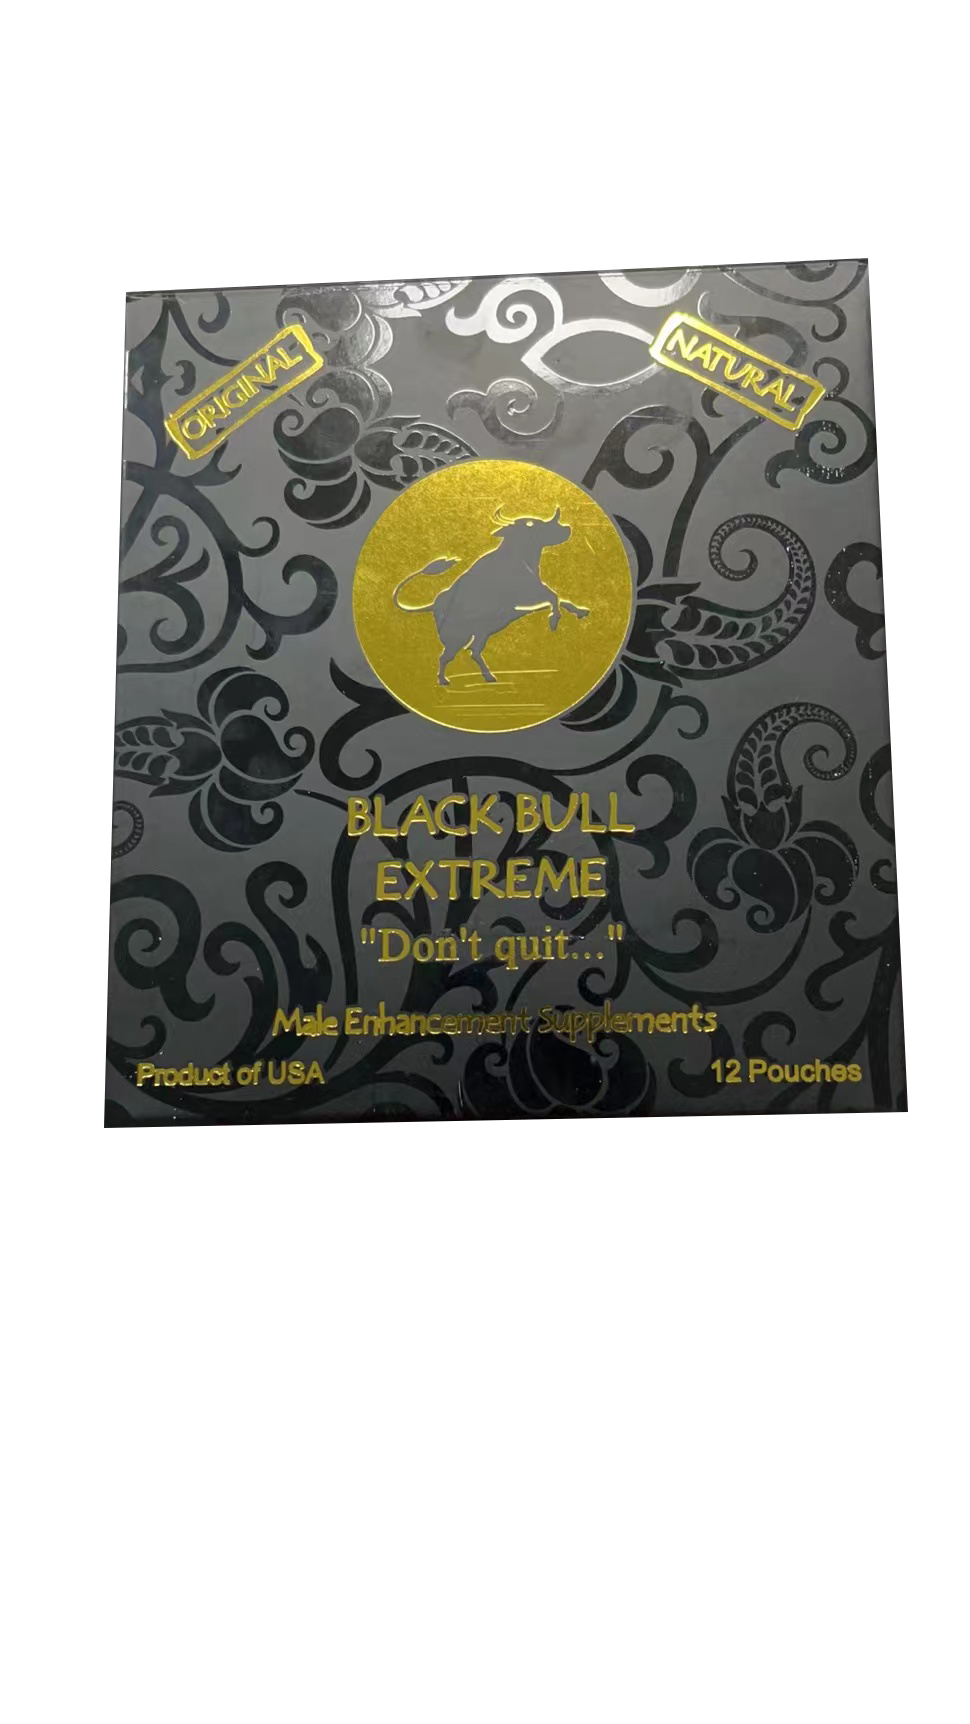 ORIGINAL
NATURAL
BLACK BULL
EXTREME
"Don't quit..."
Male Enhancement Supplements
Product of USA
12 Pouches